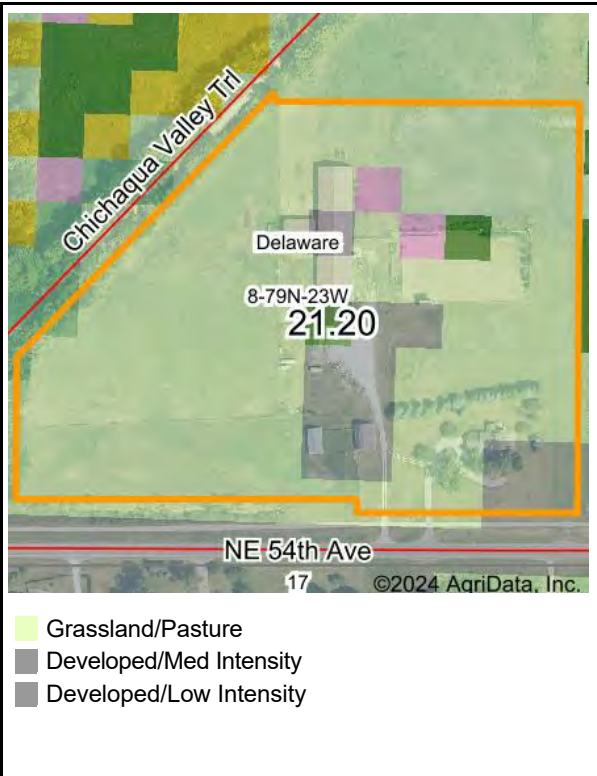 Chichaqua Valley Trl
Delaware
8-79N-23W
21.20
NE 54th Ave
17
©2024 AgriData, Inc.
Grassland/Pasture
Developed/Med Intensity
Developed/Low Intensity